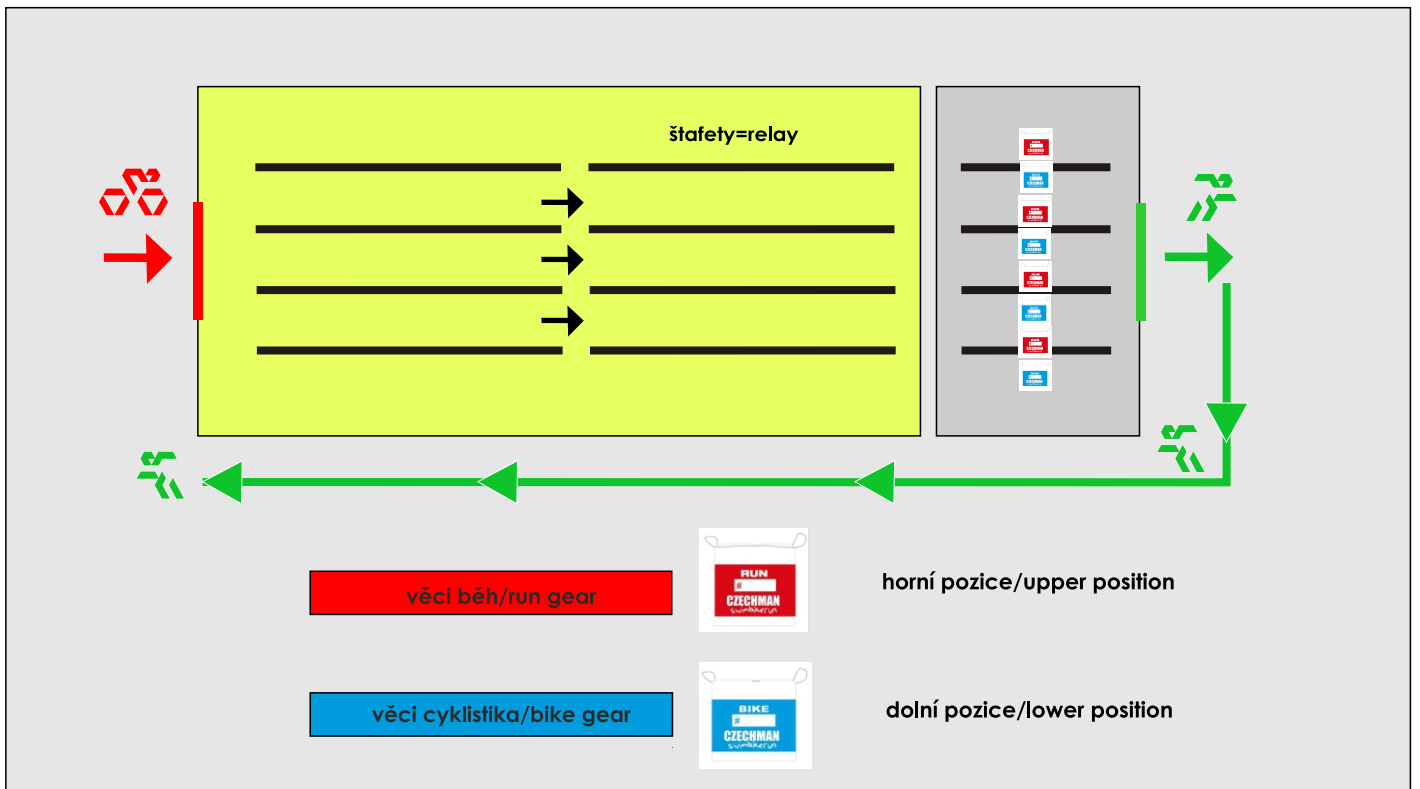 štafety=relay
věci běh/run gear
RUN
#
CZECHMAN
swimbikerun
horní pozice/upper position
věci cyklistika/bike gear
BIKE
#
CZECHMAN
swimbikerun
dolní pozice/lower position